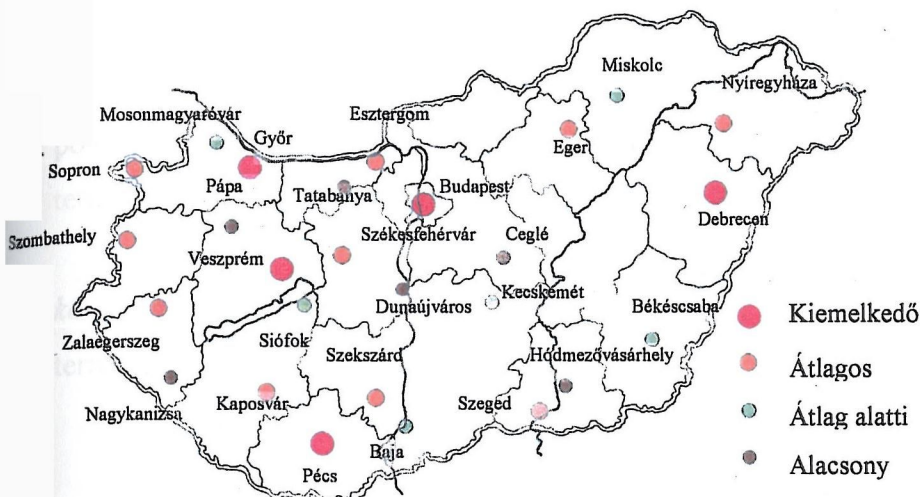 Miskolc
Nyíregyháza
Mosonmagyaróvár
Esztergom
Győr
Eger
Sopron
Pápa
Tatabánya
Budapest
Debrecen
Szombathely
Székesfehérvár
Ceglé
Veszprém
Kecskemét
Dunaújváros
Békéscsaba
Kiemelkedő
Zalaegerszeg
Siófok
Szekszárd
Hódmezővásárhely
Átlagos
Nagykanizsa
Kaposvár
Szeged
Átlag alatti
Baja
Pécs
Alacsony